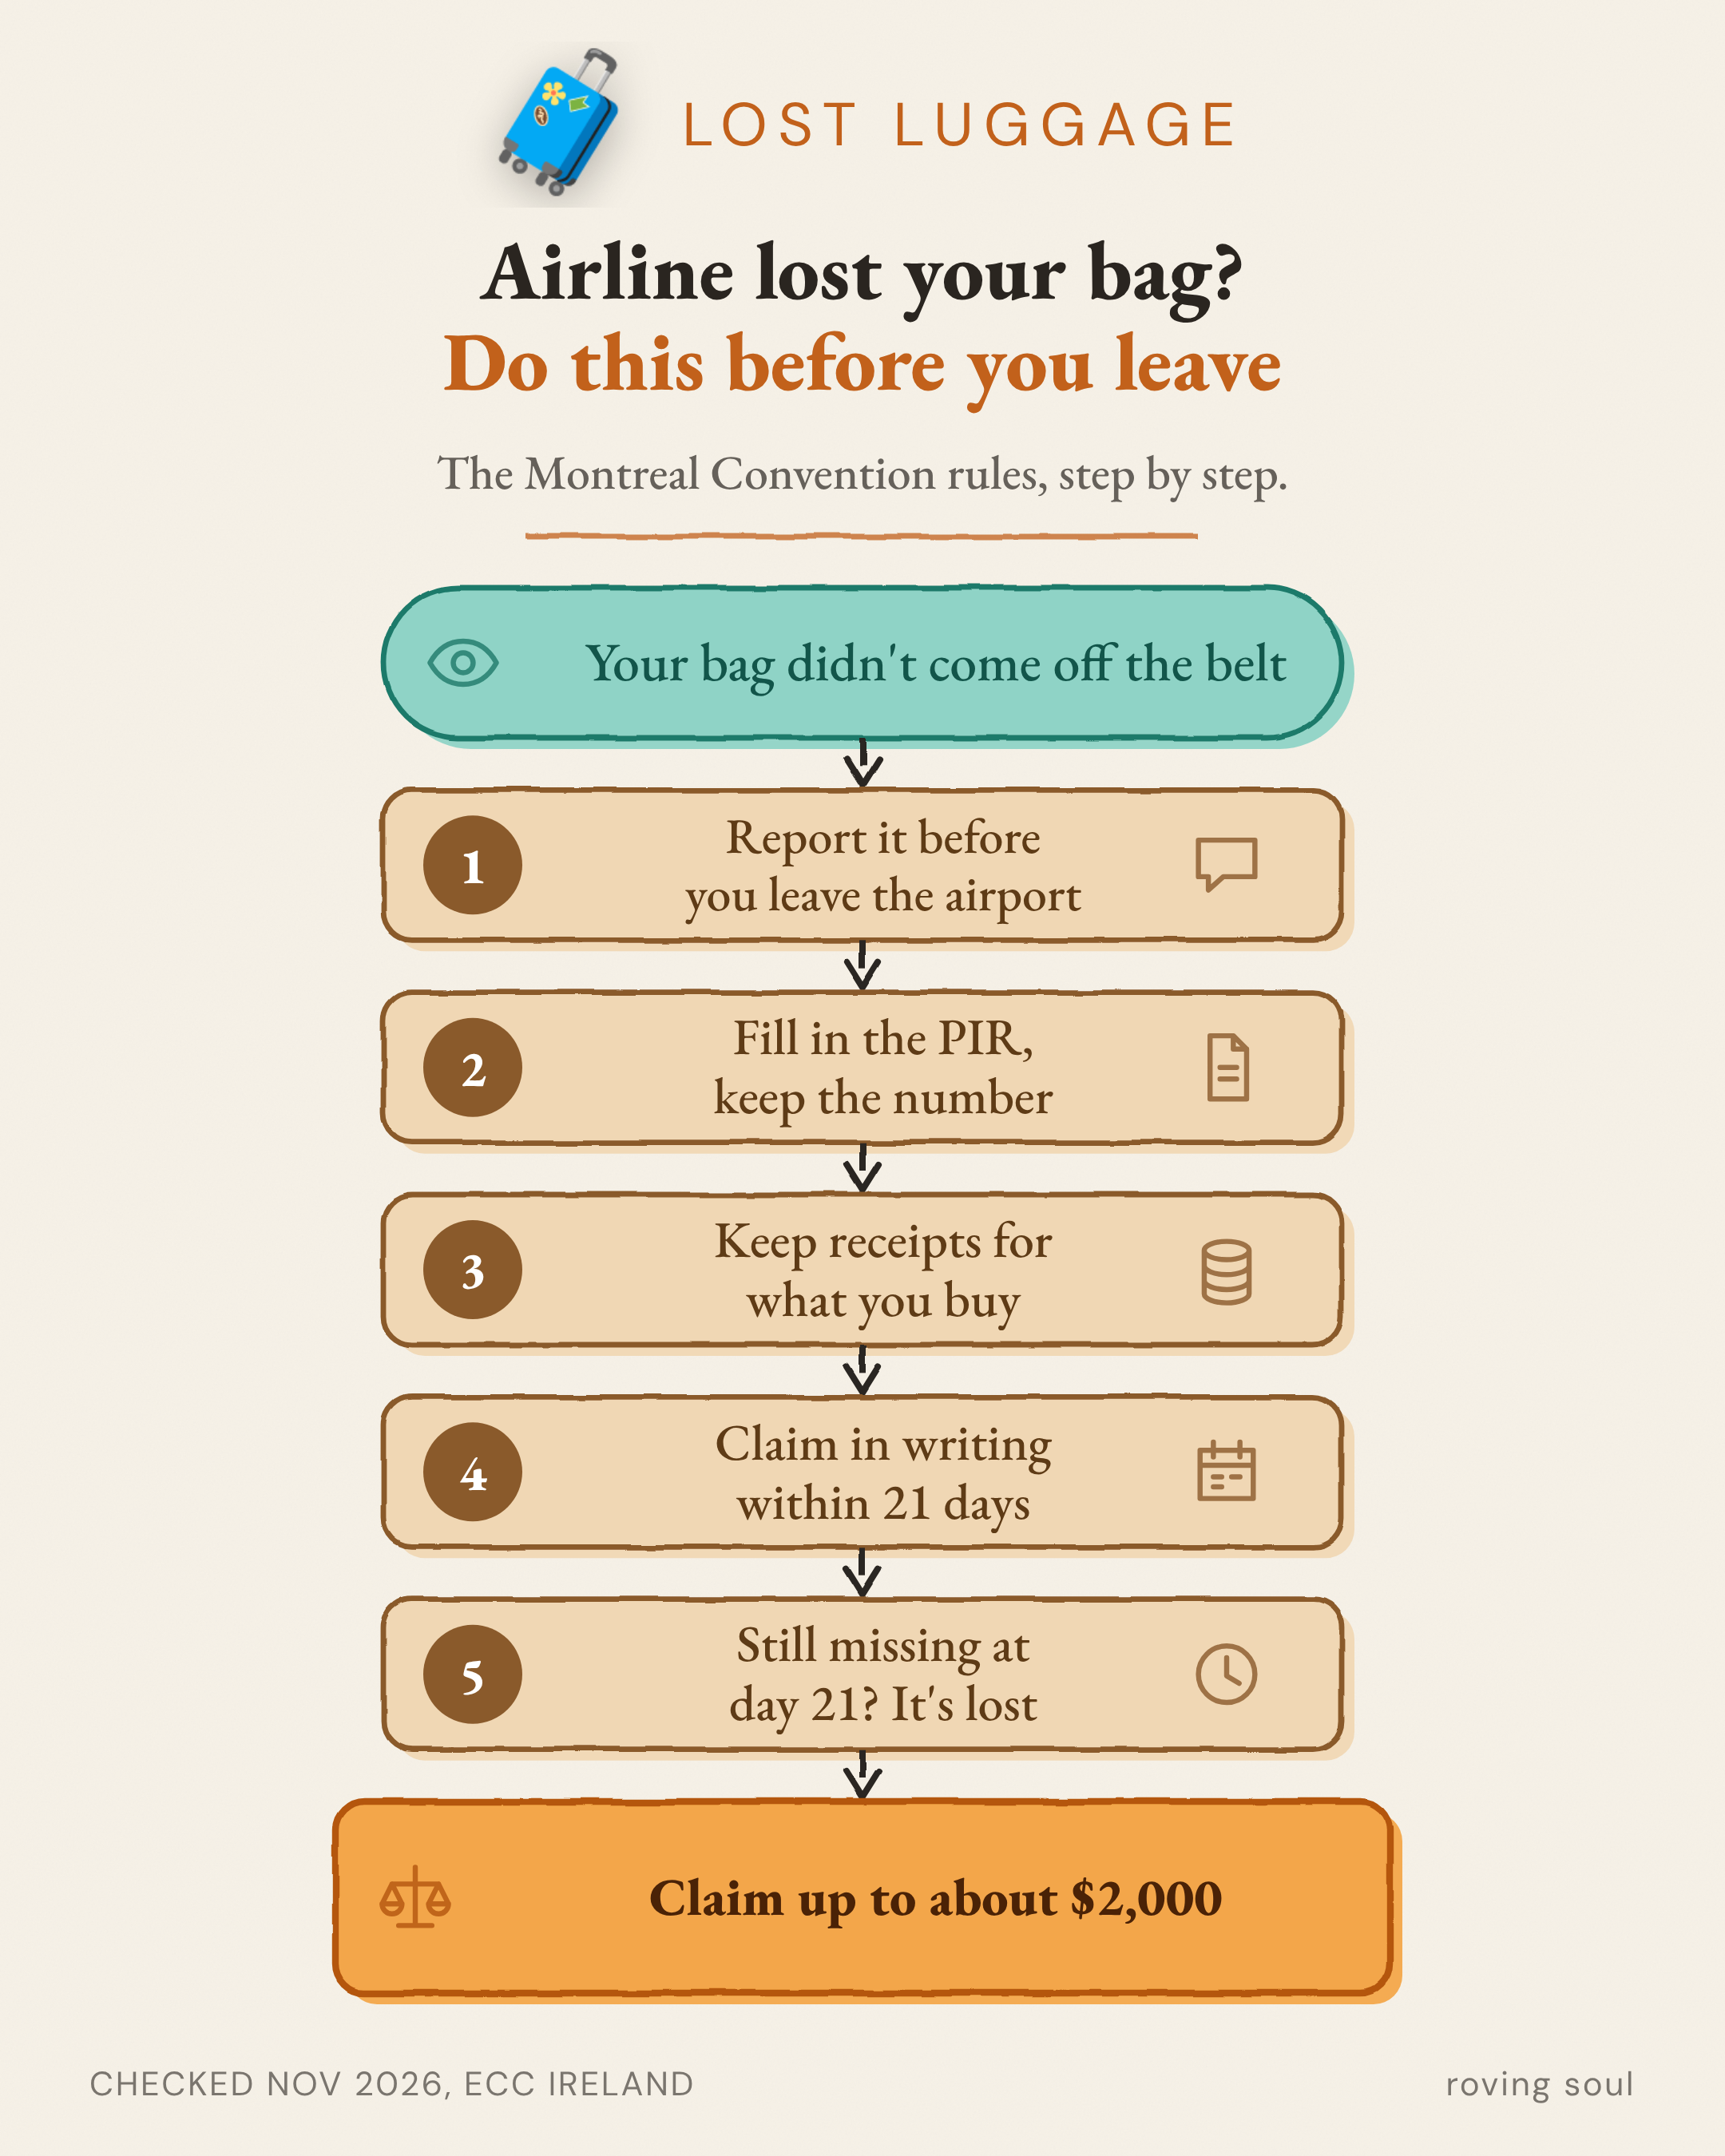 LOST LUGGAGE
Airline lost your bag?
Do this before you leave
The Montreal Convention rules, step by step.
Your bag didn't come off the belt
1
Report it before
you leave the airport
2
Fill in the PIR,
keep the number
3
Keep receipts for
what you buy
4
Claim in writing
within 21 days
5
Still missing at
day 21? It's lost
Claim up to about $2,000
CHECKED NOV 2026, ECC IRELAND
roving soul